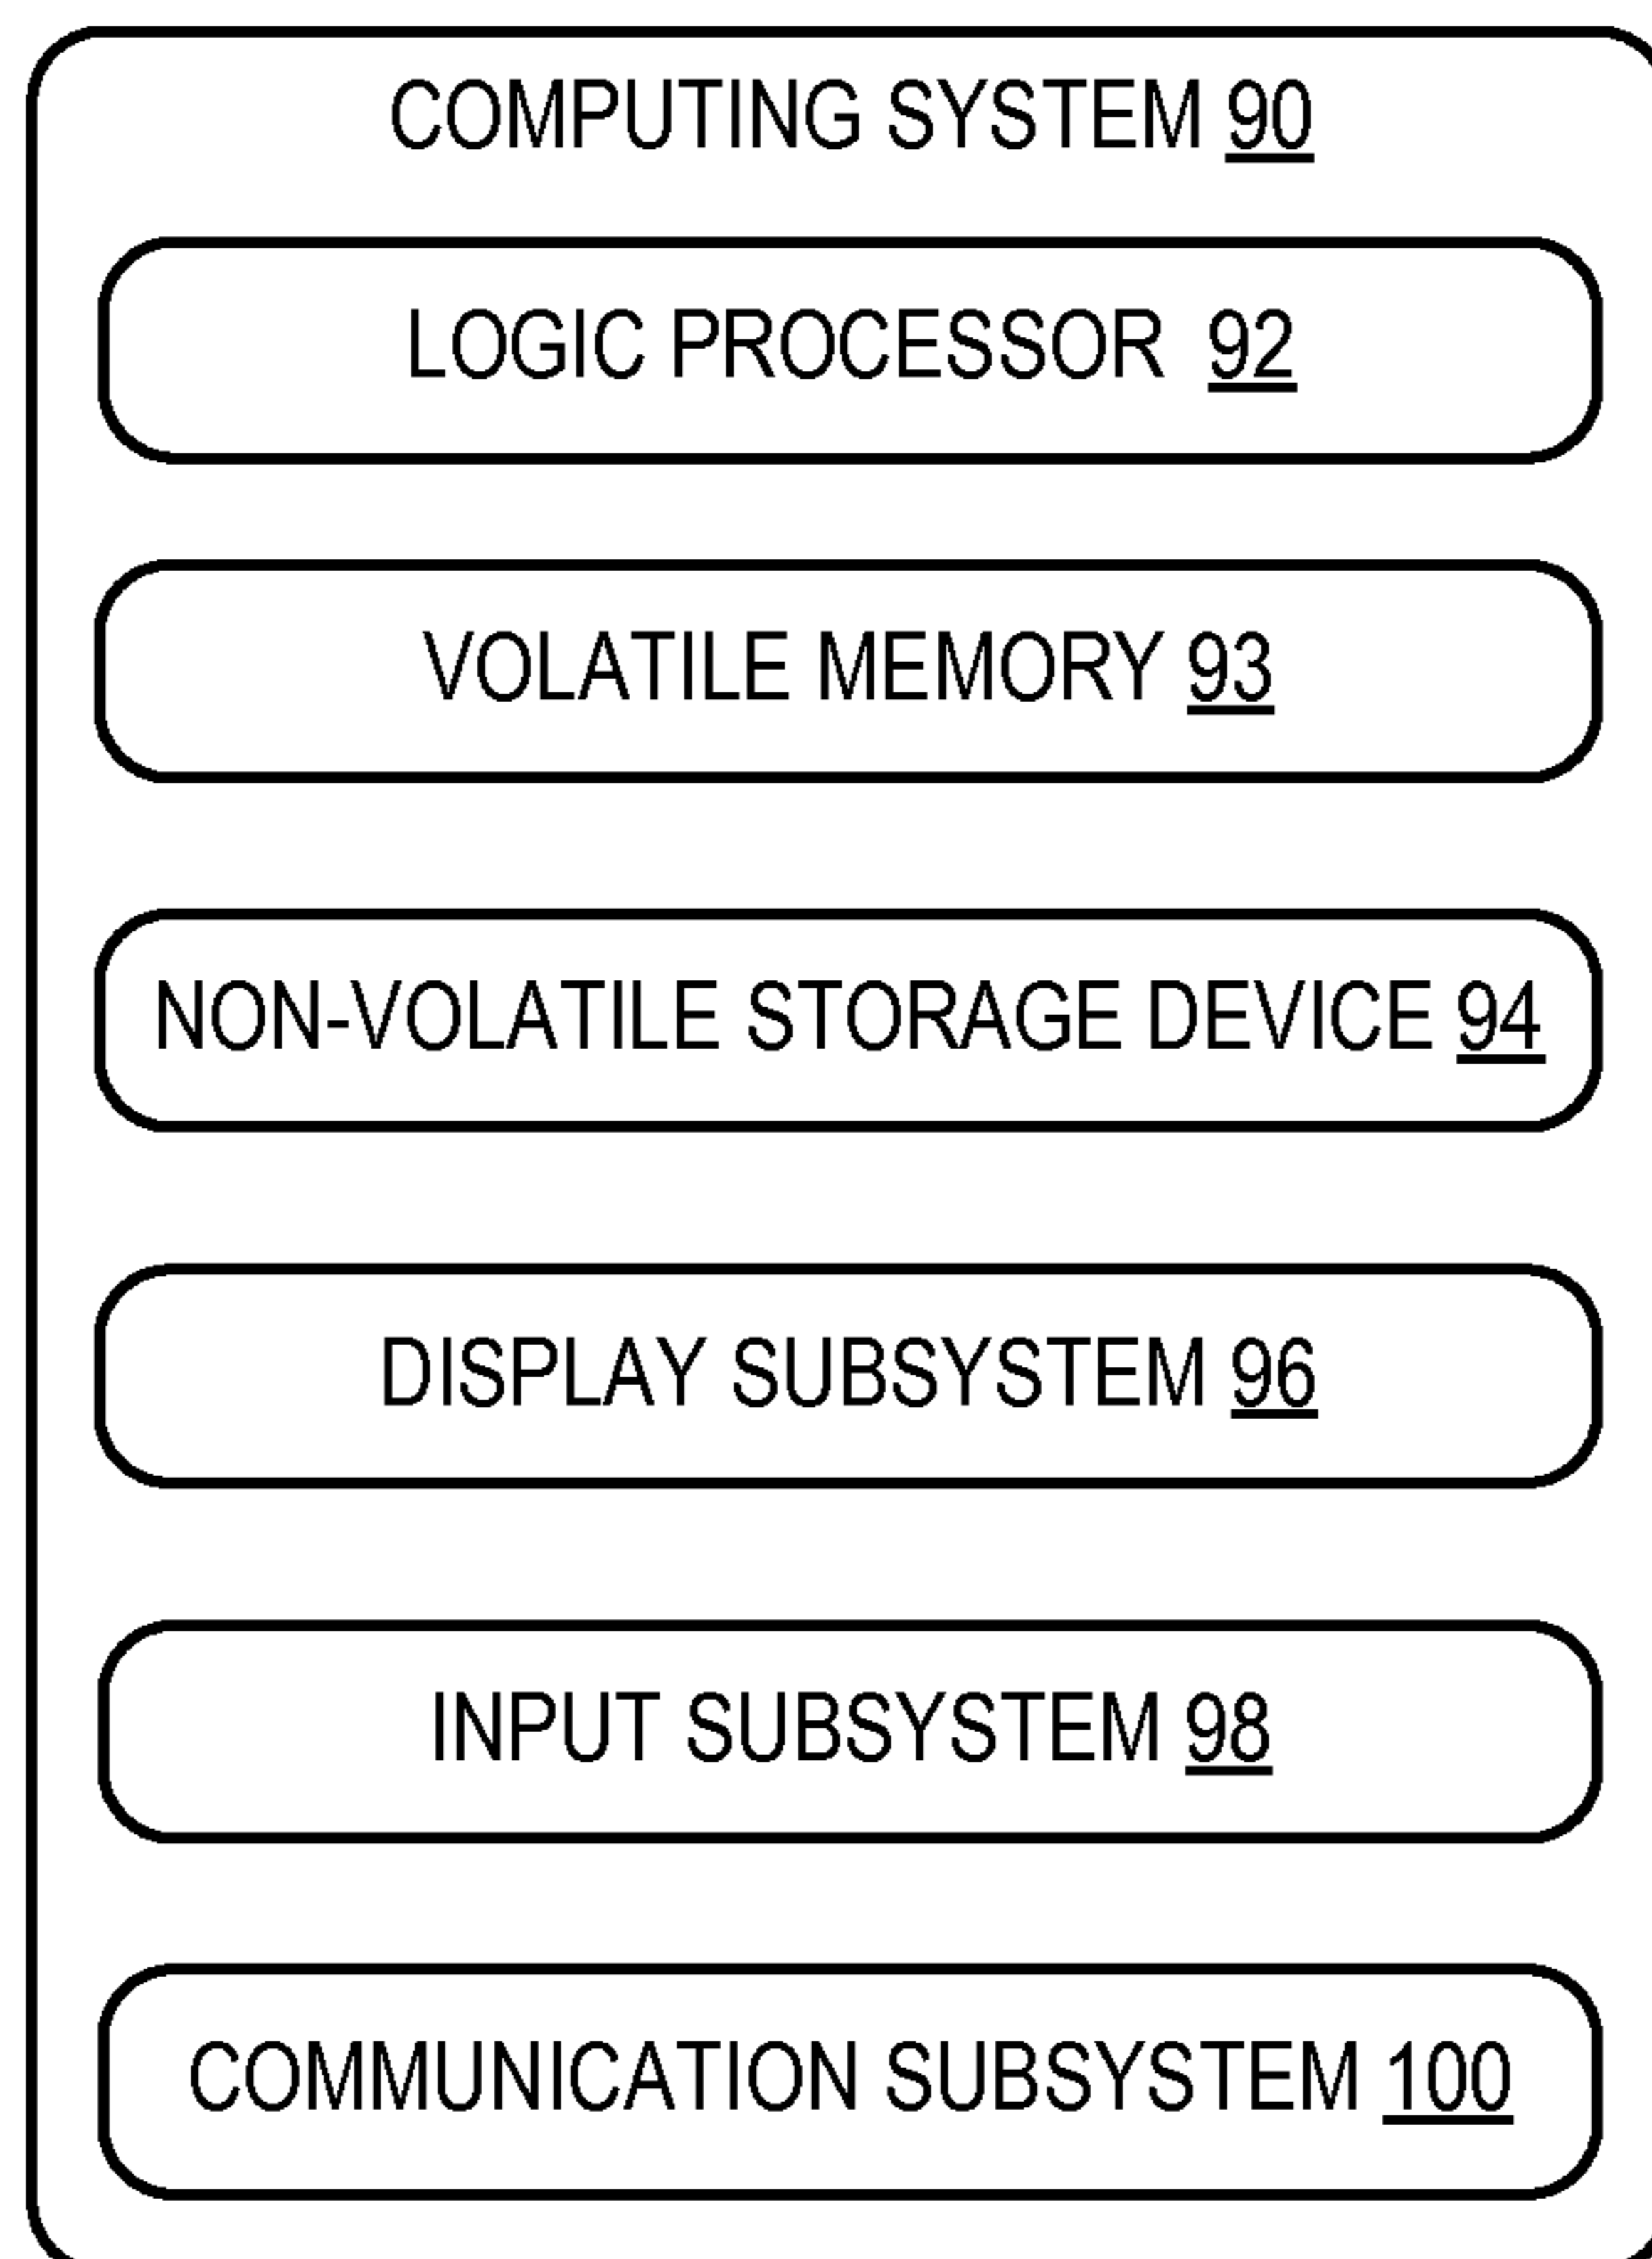 COMPUTING SYSTEM 90
LOGIC PROCESSOR 92
VOLATILE MEMORY 93
NON-VOLATILE STORAGE DEVICE 94
DISPLAY SUBSYSTEM 96
INPUT SUBSYSTEM 98
COMMUNICATION SUBSYSTEM 100